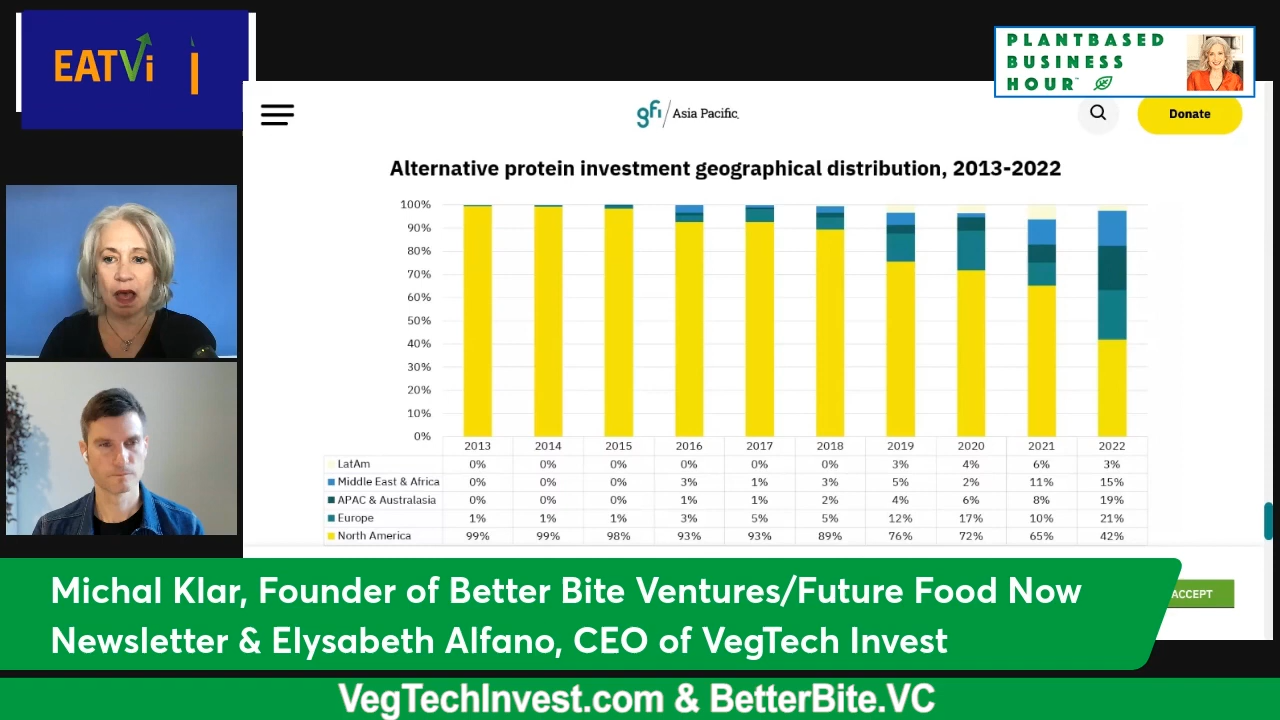 EATVi
PLANTBASED
BUSINESS
HOUR™
gfi / Asia Pacific.
Donate
Alternative protein investment geographical distribution, 2013-2022
100%
90%
80%
70%
60%
50%
40%
30%
20%
10%
0%
2013 2014 2015 2016 2017 2018 2019 2020 2021 2022
LatAm 0% 0% 0% 0% 0% 0% 3% 4% 6% 3%
Middle East & Africa 0% 0% 0% 3% 1% 3% 5% 2% 11% 15%
APAC & Australasia 0% 0% 0% 1% 1% 2% 4% 6% 8% 19%
Europe 1% 1% 1% 3% 5% 5% 12% 17% 10% 21%
North America 99% 99% 98% 93% 93% 89% 76% 72% 65% 42%
ACCEPT
Michal Klar, Founder of Better Bite Ventures/Future Food Now
Newsletter & Elysabeth Alfano, CEO of VegTech Invest
VegTechInvest.com & BetterBite.VC